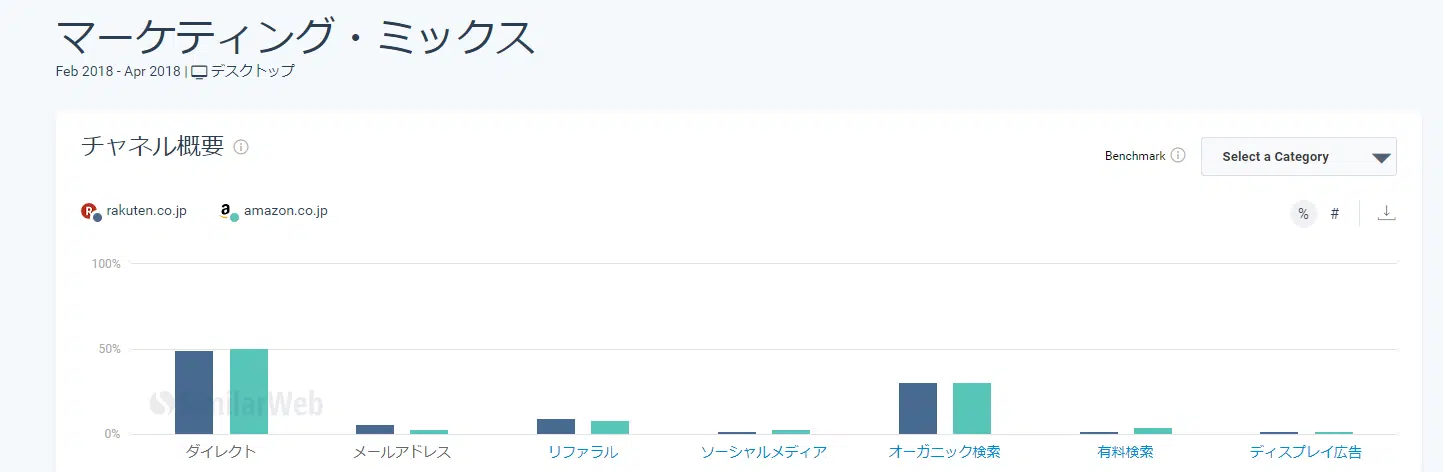 マーケティング・ミックス
Feb 2018 - Apr 2018 | デスクトップ
チャネル概要
Benchmark
Select a Category
rakuten.co.jp
amazon.co.jp
% #
100%
50%
0%
SimilarWeb
ダイレクト
メールアドレス
リファラル
ソーシャルメディア
オーガニック検索
有料検索
ディスプレイ広告